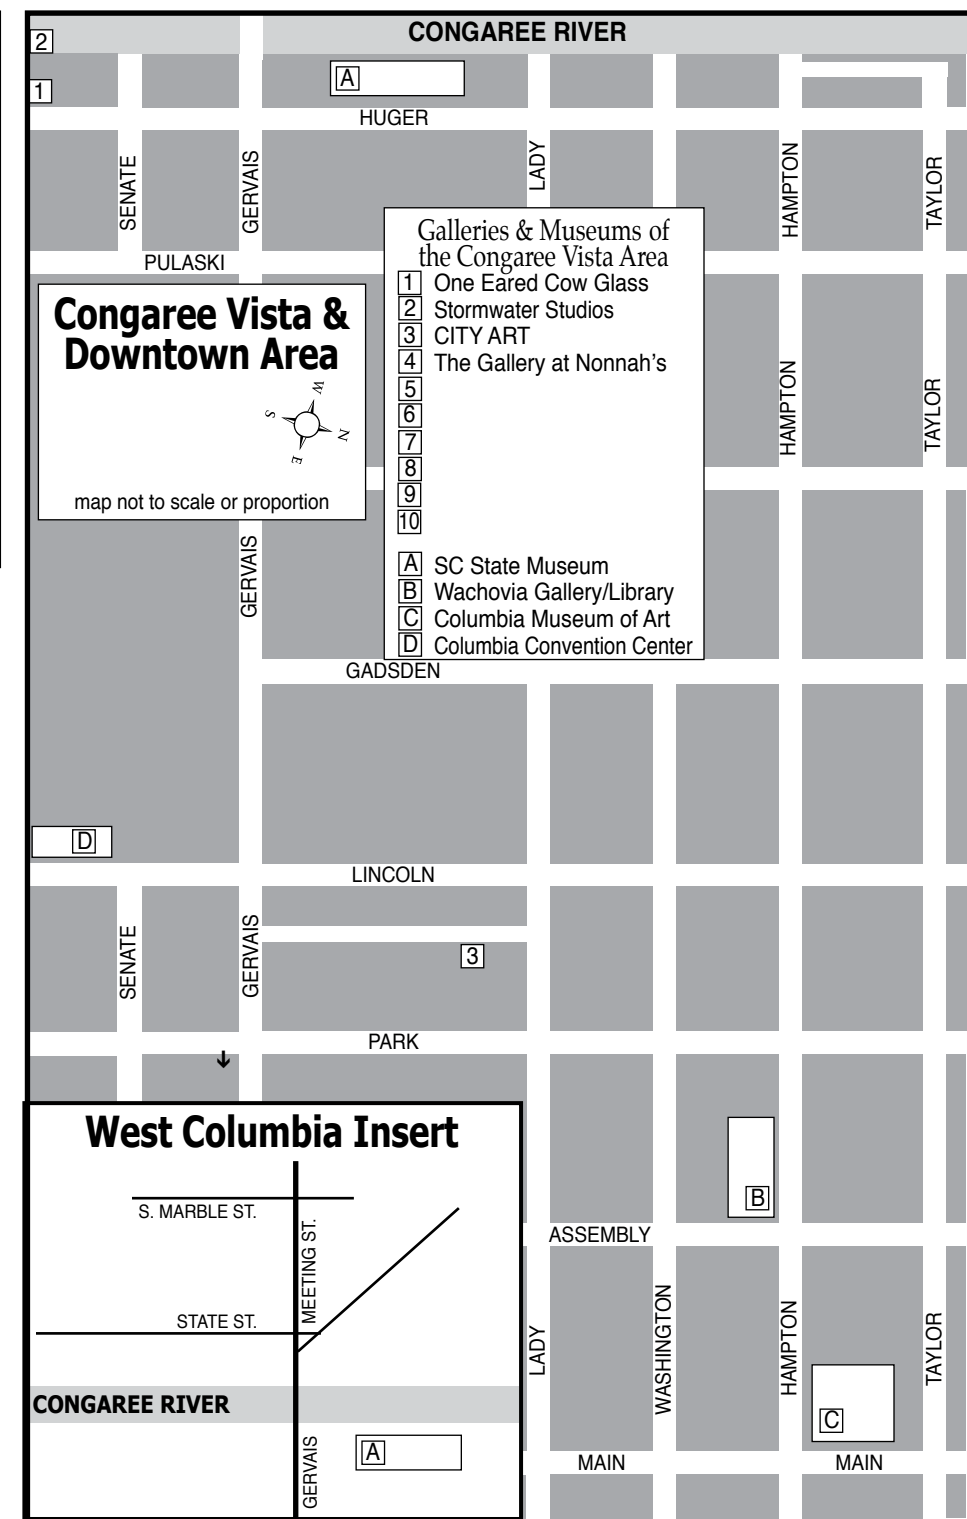 CONGAREE RIVER
2
A
1
HUGER
SENATE
GERVAIS
LADY
HAMPTON
TAYLOR
PULASKI
Galleries & Museums of
the Congaree Vista Area
1 One Eared Cow Glass
2 Stormwater Studios
3 CITY ART
4 The Gallery at Nonnah's
5
6
7
8
9
10
A SC State Museum
B Wachovia Gallery/Library
C Columbia Museum of Art
D Columbia Convention Center
Congaree Vista &
Downtown Area
W
S
N
E
map not to scale or proportion
HAMPTON
TAYLOR
GERVAIS
GADSDEN
D
LINCOLN
SENATE
GERVAIS
3
PARK
West Columbia Insert
S. MARBLE ST.
MEETING ST.
STATE ST.
CONGAREE RIVER
GERVAIS
A
B
ASSEMBLY
LADY
WASHINGTON
HAMPTON
TAYLOR
C
MAIN
MAIN